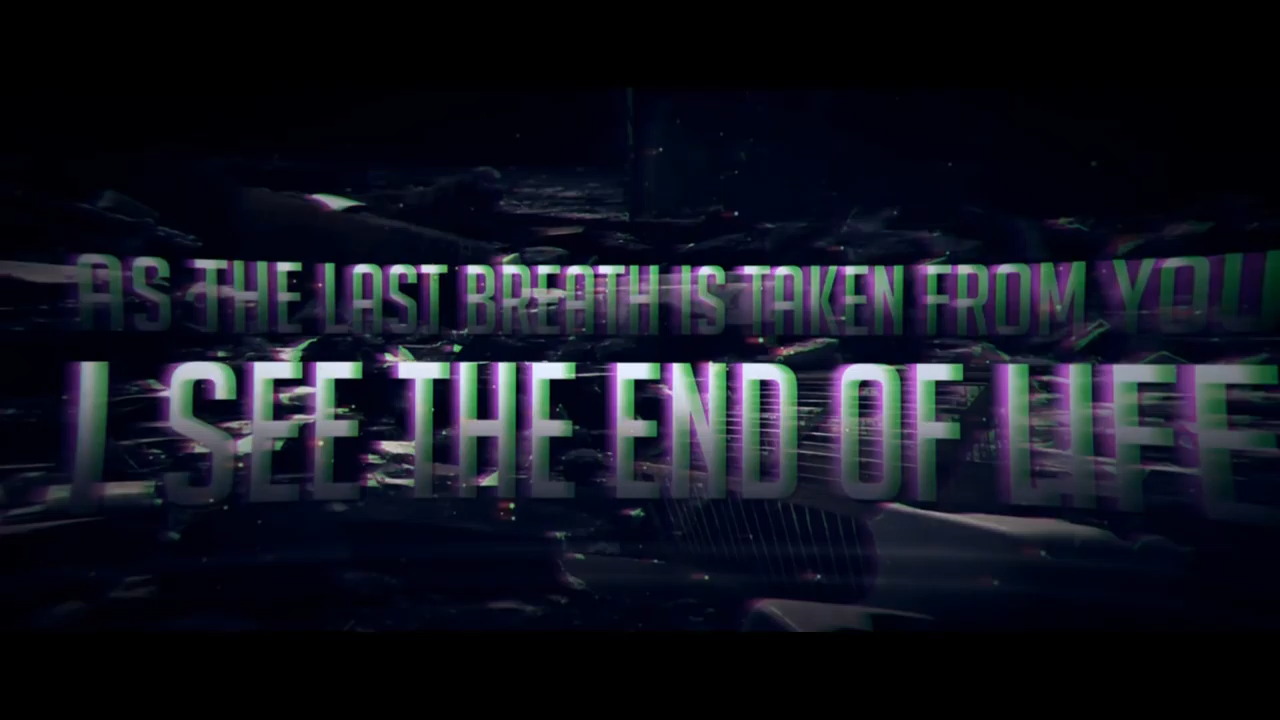 AS THE LAST BREATH IS TAKEN FROM YOU
I SEE THE END OF LIFE